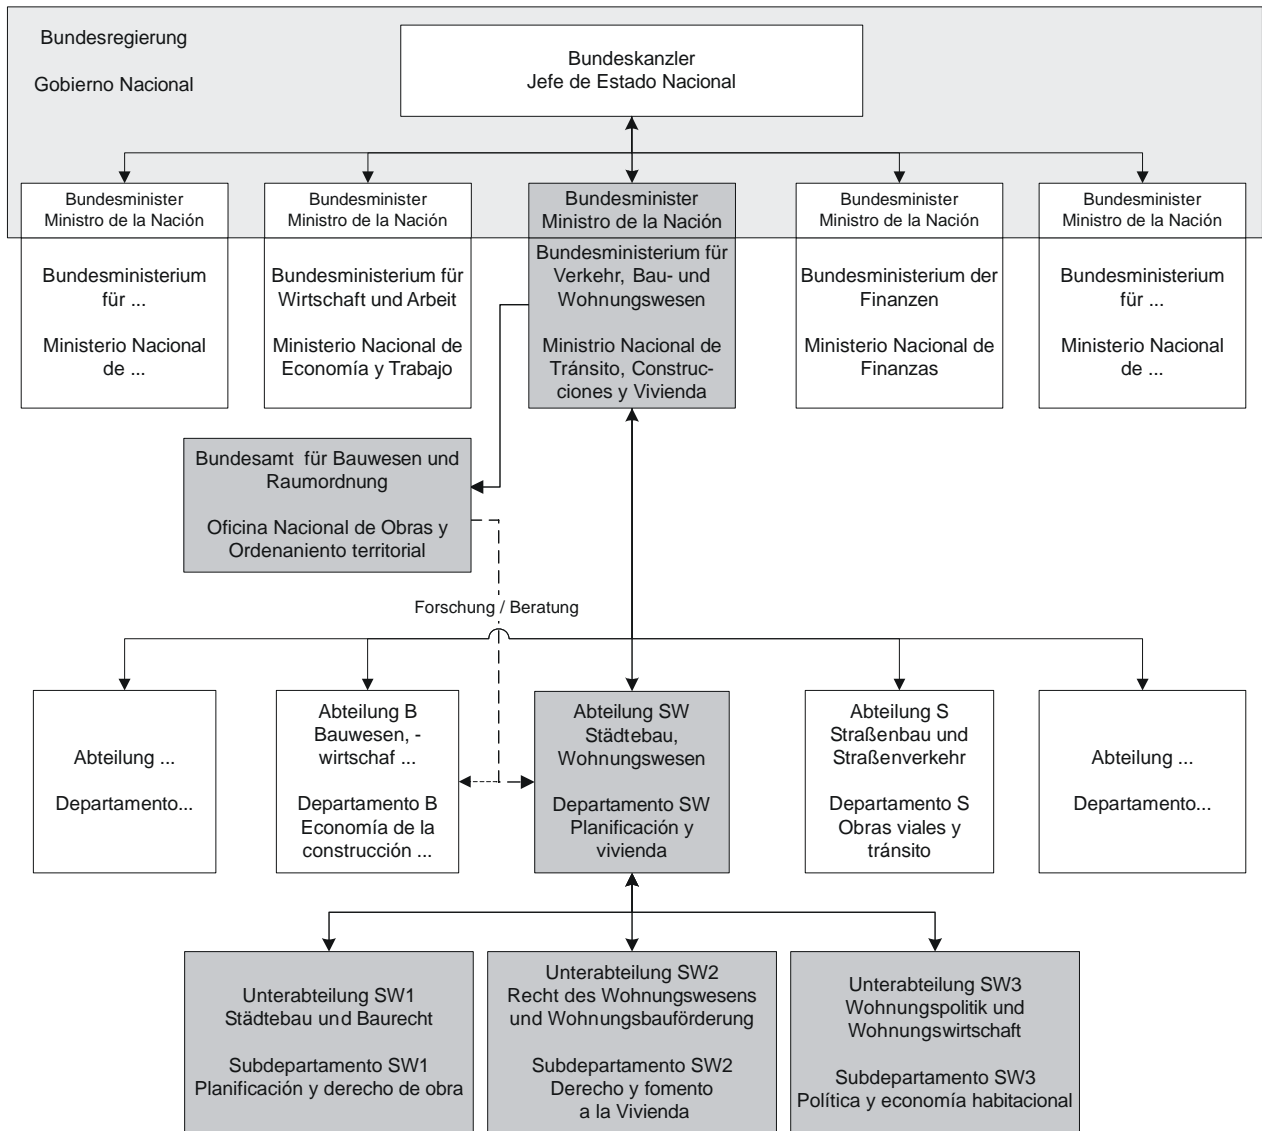 Bundesregierung
Gobierno Nacional
Bundeskanzler
Jefe de Estado Nacional
Bundesminister
Ministro de la Nación
Bundesministerium
für ...
Ministerio Nacional
de ...
Bundesminister
Ministro de la Nación
Bundesministerium für
Wirtschaft und Arbeit
Ministerio Nacional de
Economía y Trabajo
Bundesminister
Ministro de la Nación
Bundesministerium für
Verkehr, Bau- und
Wohnungswesen
Ministrio Nacional de
Tránsito, Construc-
ciones y Vivienda
Bundesminister
Ministro de la Nación
Bundesministerium der
Finanzen
Ministerio Nacional de
Finanzas
Bundesminister
Ministro de la Nación
Bundesministerium
für ...
Ministerio Nacional
de ...
Bundesamt für Bauwesen und
Raumordnung
Oficina Nacional de Obras y
Ordenaniento territorial
Forschung / Beratung
Abteilung ...
Departamento...
Abteilung B
Bauwesen, -
wirtschaf ...
Departamento B
Economía de la
construcción ...
Abteilung SW
Städtebau,
Wohnungswesen
Departamento SW
Planificación y
vivienda
Abteilung S
Straßenbau und
Straßenverkehr
Departamento S
Obras viales y
tránsito
Abteilung ...
Departamento...
Unterabteilung SW1
Städtebau und Baurecht
Subdepartamento SW1
Planificación y derecho de obra
Unterabteilung SW2
Recht des Wohnungswesens
und Wohnungsbauförderung
Subdepartamento SW2
Derecho y fomento
a la Vivienda
Unterabteilung SW3
Wohnungspolitik und
Wohnungswirtschaft
Subdepartamento SW3
Política y economía habitacional